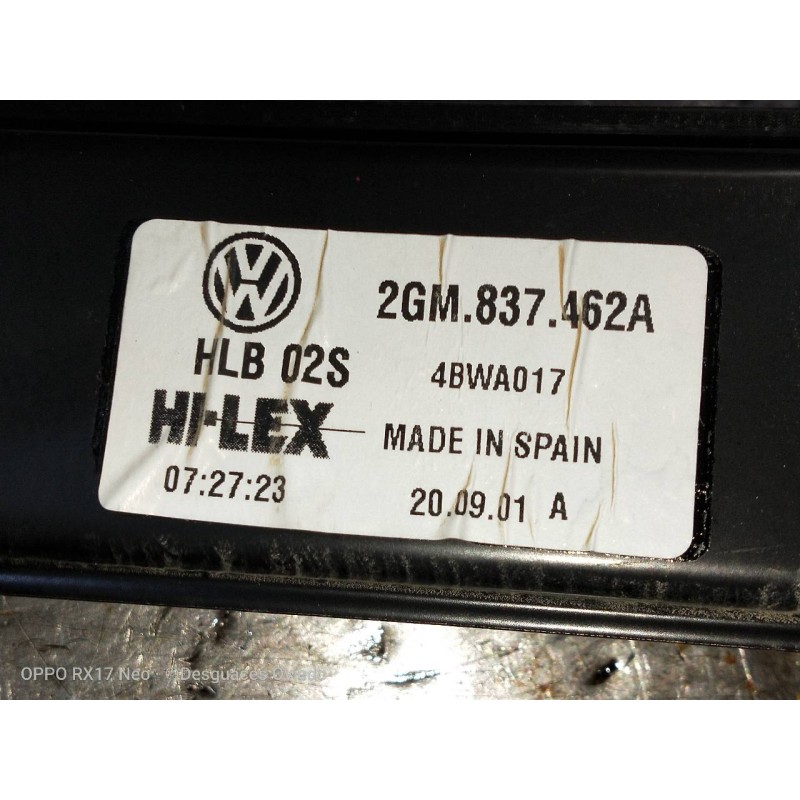 2GM.837.462A
HLB 02S 4BWA017
HI-LEX MADE IN SPAIN
07:27:23 20.09.01 A
OPPO RX17 Neo Desguaces